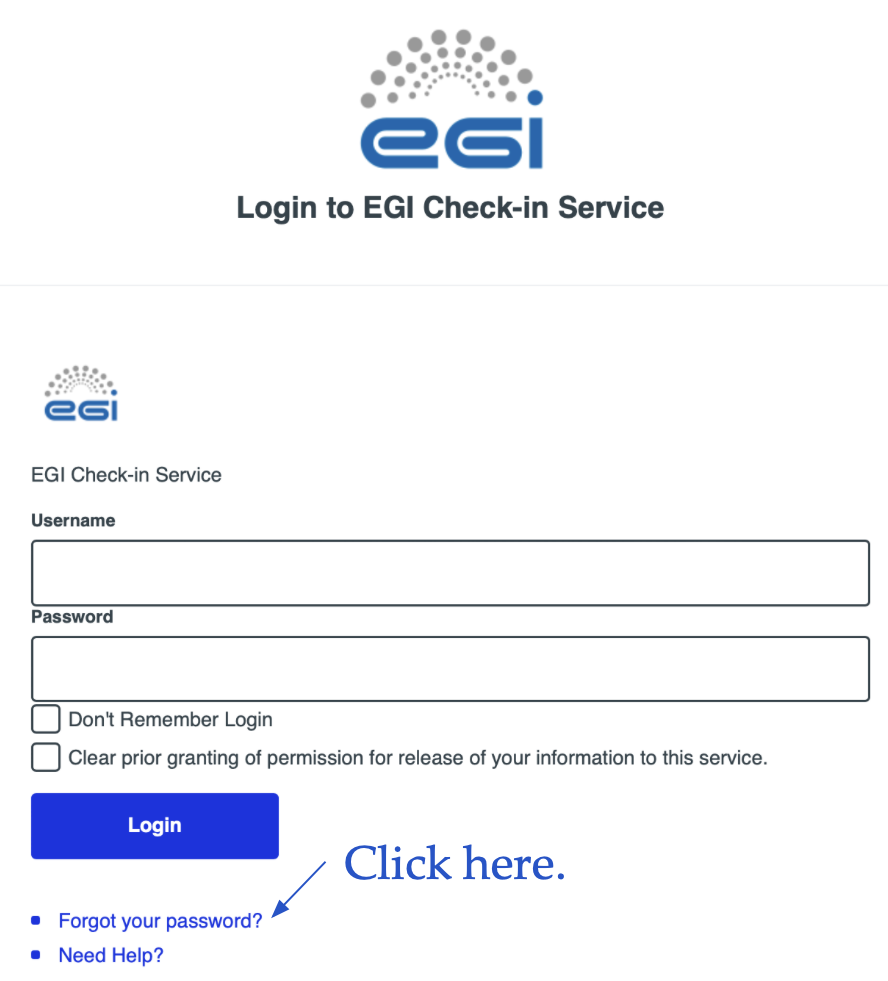 egi
Login to EGI Check-in Service
egi
EGI Check-in Service
Username
Password
Don't Remember Login
Clear prior granting of permission for release of your information to this service.
Login
Click here.
Forgot your password?
Need Help?